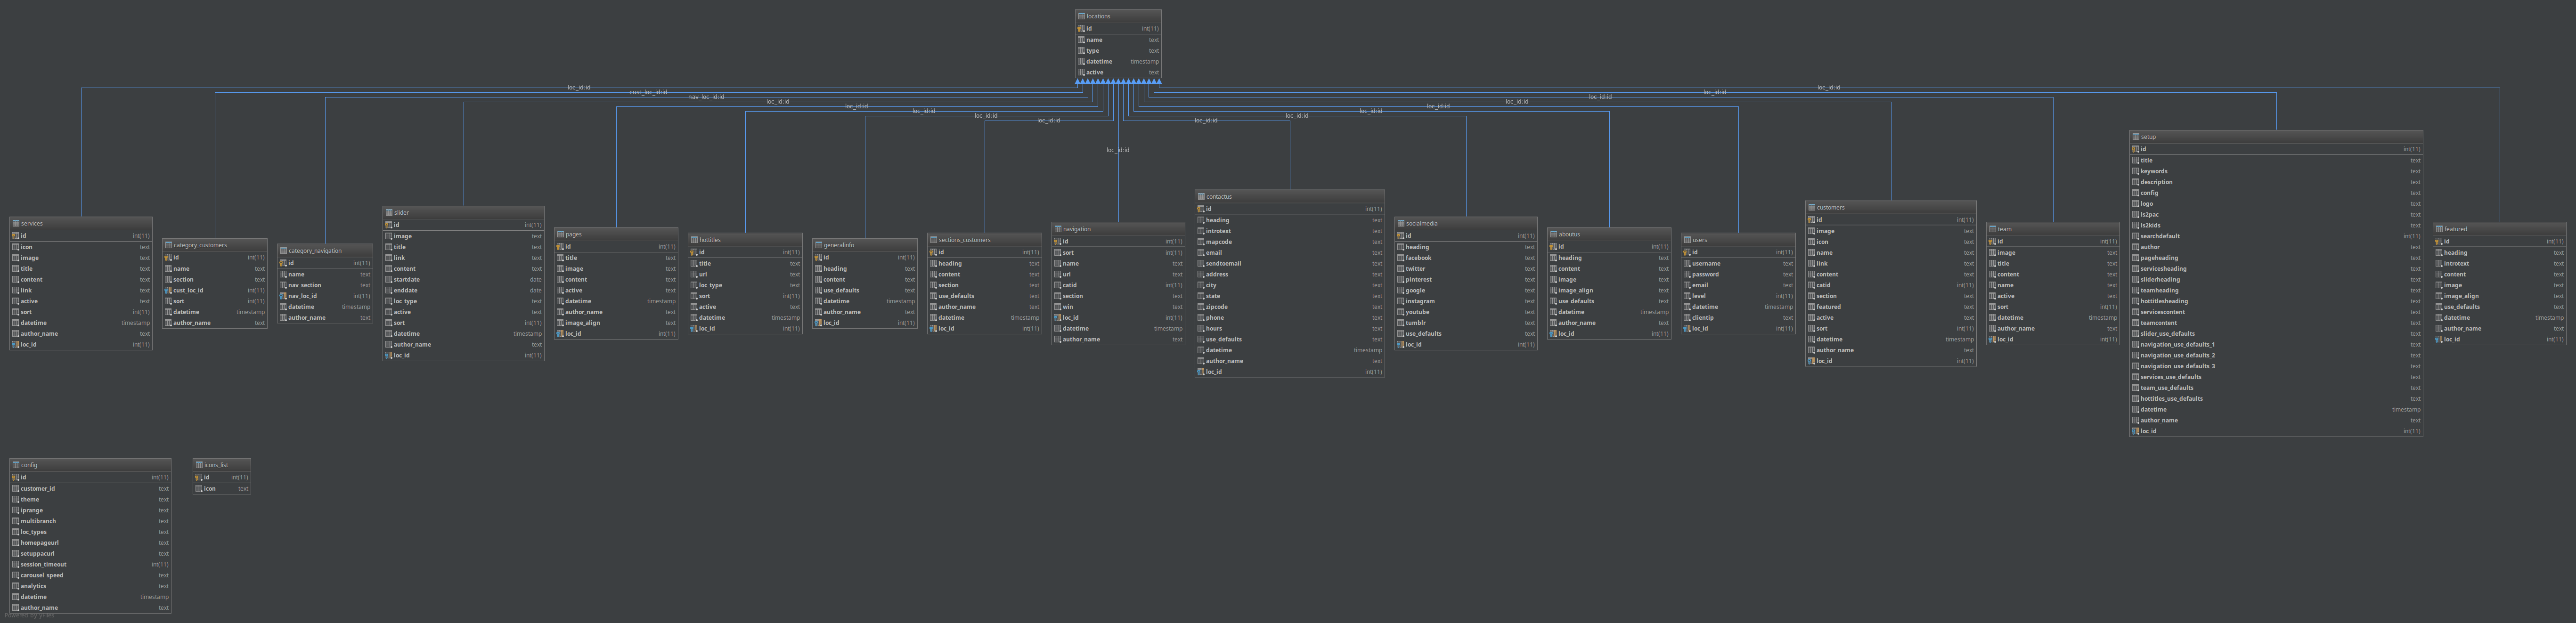 locations
id int(11)
name text
type text
datetime timestamp
active text
loc_id:id
cust_loc_id:id
nav_loc_id:id
loc_id:id
loc_id:id
loc_id:id
loc_id:id
loc_id:id
loc_id:id
loc_id:id
loc_id:id
loc_id:id
loc_id:id
loc_id:id
loc_id:id
loc_id:id
loc_id:id
services
id int(11)
icon text
image text
title text
content text
link text
active text
sort int(11)
datetime timestamp
author_name text
loc_id int(11)
category_customers
id int(11)
name text
section text
cust_loc_id int(11)
sort int(11)
datetime timestamp
author_name text
category_navigation
id int(11)
name text
nav_section text
nav_loc_id int(11)
datetime timestamp
author_name text
slider
id int(11)
image text
title text
link text
content text
startdate date
enddate date
loc_type text
active text
sort int(11)
datetime timestamp
author_name text
loc_id int(11)
pages
id int(11)
title text
image text
content text
active text
datetime timestamp
author_name text
image_align text
loc_id int(11)
hottitles
id int(11)
title text
url text
loc_type text
sort int(11)
active text
datetime timestamp
loc_id int(11)
generalinfo
id int(11)
heading text
content text
use_defaults text
datetime timestamp
author_name text
loc_id int(11)
sections_customers
id int(11)
heading text
content text
section text
use_defaults text
author_name text
datetime timestamp
loc_id int(11)
navigation
id int(11)
sort int(11)
name text
url text
catid int(11)
section text
win text
loc_id int(11)
datetime timestamp
author_name text
contactus
id int(11)
heading text
introtext text
mapcode text
email text
sendtoemail text
address text
city text
state text
zipcode text
phone text
hours text
use_defaults text
datetime timestamp
author_name text
loc_id int(11)
socialmedia
id int(11)
heading text
facebook text
twitter text
pinterest text
google text
instagram text
youtube text
tumblr text
use_defaults text
loc_id int(11)
aboutus
id int(11)
heading text
content text
image text
image_align text
use_defaults text
datetime timestamp
author_name text
loc_id int(11)
users
id int(11)
username text
password text
email text
level int(11)
datetime timestamp
clientip text
loc_id int(11)
customers
id int(11)
image text
icon text
name text
link text
content text
catid int(11)
section text
featured text
active text
sort int(11)
datetime timestamp
author_name text
loc_id int(11)
team
id int(11)
image text
title text
content text
name text
active text
sort int(11)
datetime timestamp
author_name text
loc_id int(11)
setup
id int(11)
title text
keywords text
description text
config text
logo text
ls2pac text
ls2kids text
searchdefault int(11)
author text
pageheading text
servicesheading text
sliderheading text
teamheading text
hottitlesheading text
servicescontent text
teamcontent text
slider_use_defaults text
navigation_use_defaults_1 text
navigation_use_defaults_2 text
navigation_use_defaults_3 text
services_use_defaults text
team_use_defaults text
hottitles_use_defaults text
datetime timestamp
author_name text
loc_id int(11)
featured
id int(11)
heading text
introtext text
content text
image text
image_align text
use_defaults int(11)
datetime timestamp
author_name text
loc_id int(11)
config
id int(11)
customer_id text
theme text
iprange text
multibranch text
loc_types text
homepageurl text
setuppacurl text
session_timeout int(11)
carousel_speed text
analytics text
datetime timestamp
author_name text
icons_list
id int(11)
icon text
Powered by yFiles